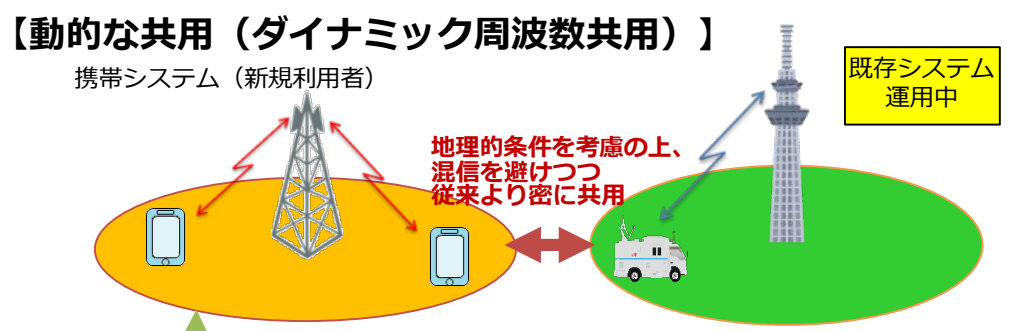 【動的な共用（ダイナミック周波数共用）】
携帯システム（新規利用者）
既存システム
運用中
地理的条件を考慮の上、
混信を避けつつ
従来より密に共用